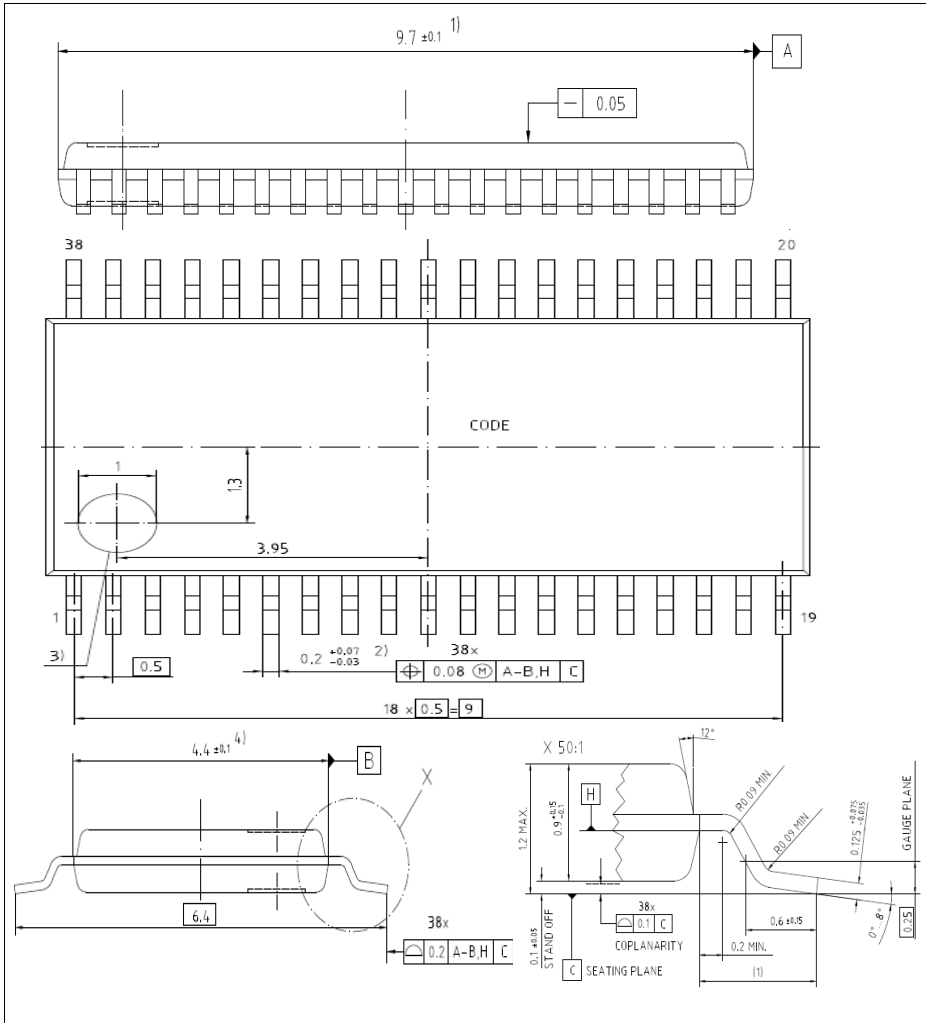 9.7 ±0.1 1)
A
— 0.05
38
20
CODE
1
1.3
3.95
1
19
3)
0.5
0.2 +0.07 -0.03 2)
38x
⌖ 0.08 Ⓜ A-B,H C
18 x 0.5 = 9
4.4 ±0.1 4)
B
X
6.4
38x
⌓ 0.2 A-B,H C
X 50:1
12°
H
R0.09 MIN.
R0.09 MIN.
1.2 MAX.
0.9 +0.15 -0.1
0.125 +0.075 -0.035
GAUGE PLANE
0.1 ±0.05
STAND OFF
38x
⌓ 0.1 C
COPLANARITY
C SEATING PLANE
0.6 ±0.15
0.2 MIN.
(1)
0°...8°
0.25